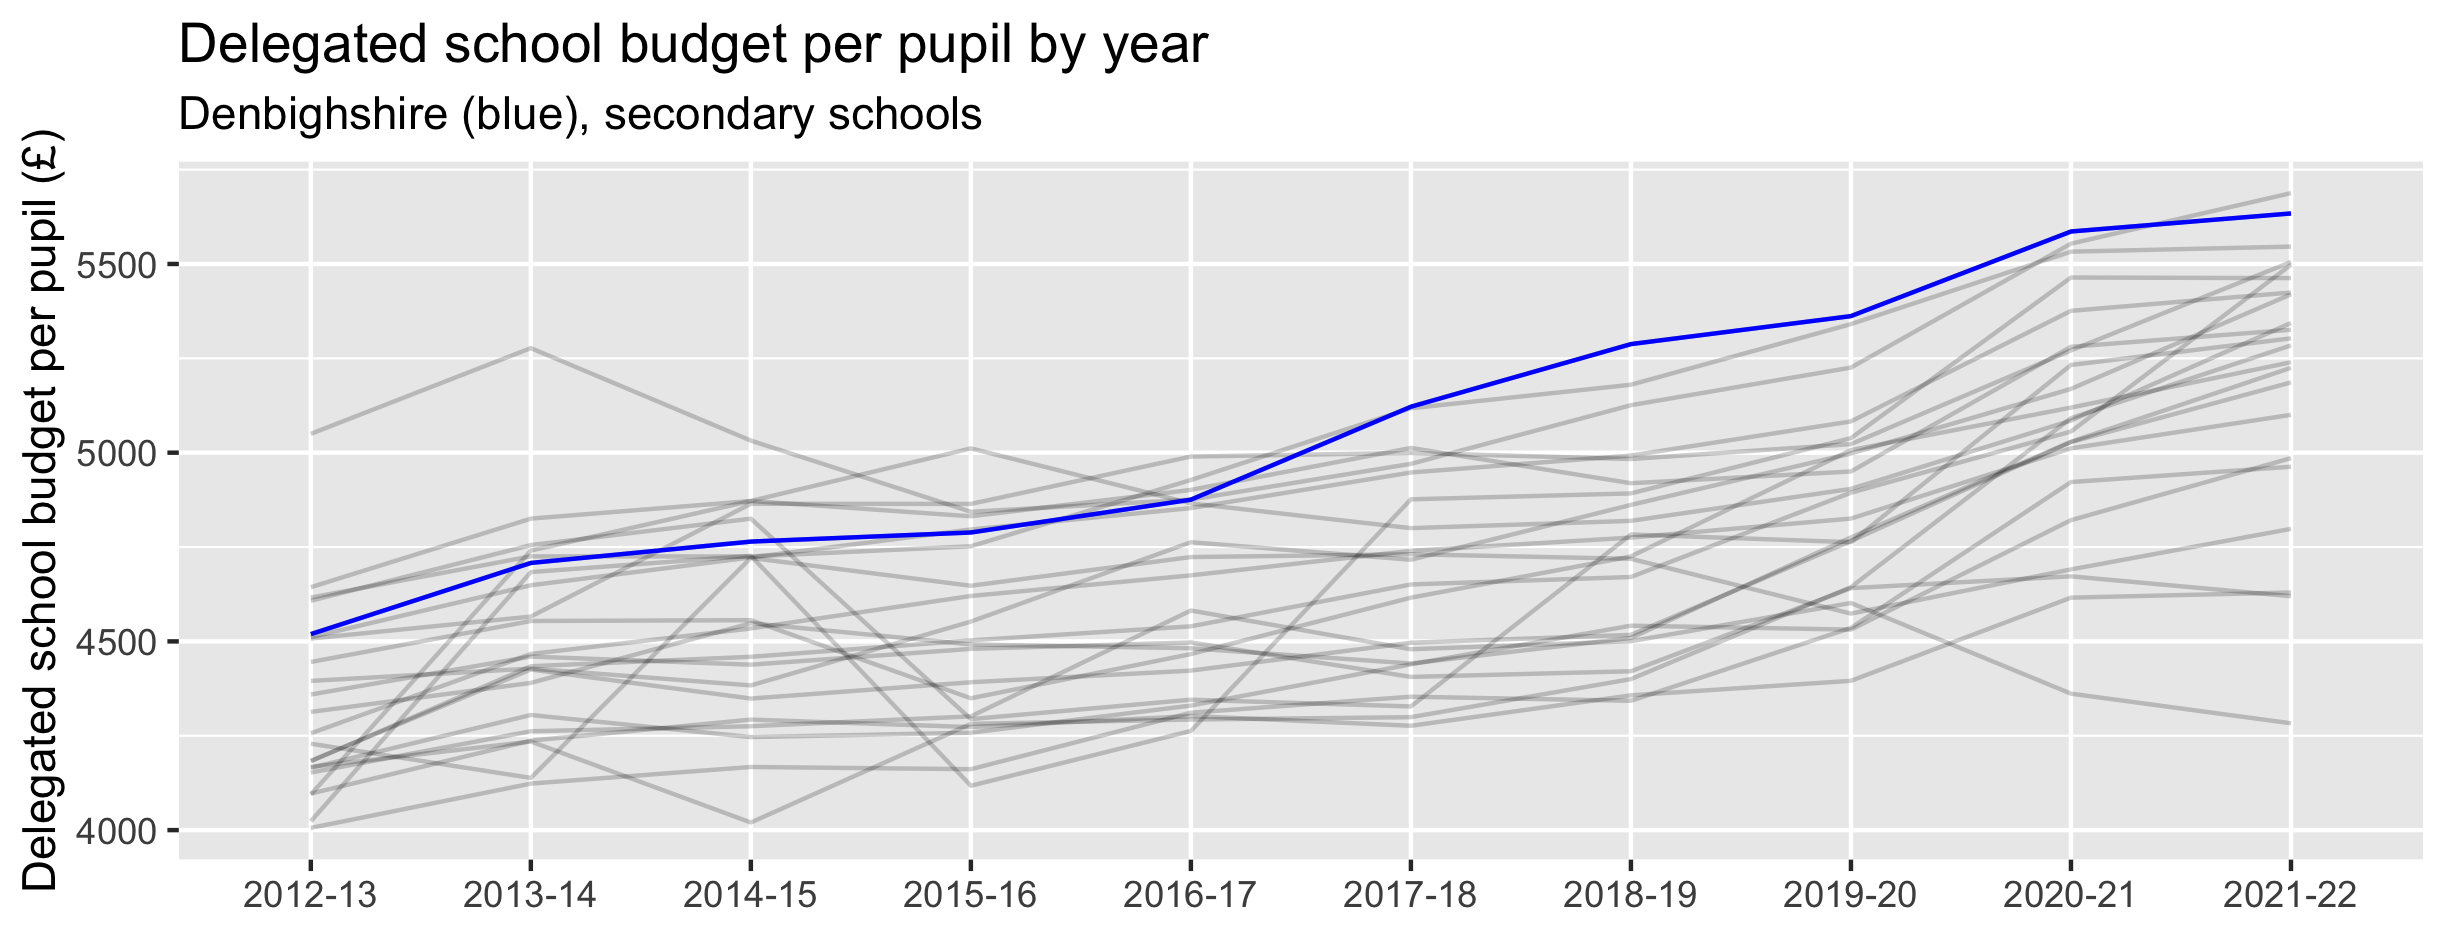 Delegated school budget per pupil by year
Denbighshire (blue), secondary schools
Delegated school budget per pupil (£)
5500
5000
4500
4000
2012-13 2013-14 2014-15 2015-16 2016-17 2017-18 2018-19 2019-20 2020-21 2021-22